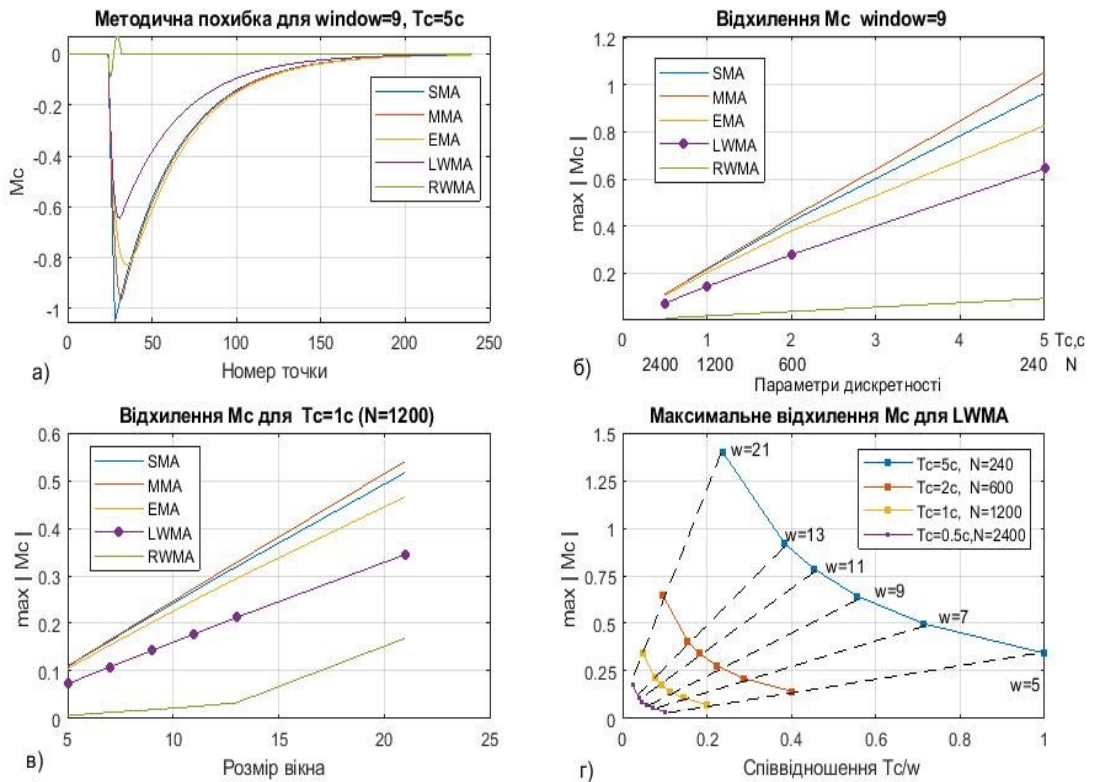 Методична похибка для window=9, Tc=5c
0
-0.2
-0.4
-0.6
-0.8
-1
Mc
SMA
MMA
EMA
LWMA
RWMA
0 50 100 150 200 250
Номер точки
а)
Відхилення Mc window=9
1.2
1
0.8
0.6
0.4
0.2
max | Mc |
SMA
MMA
EMA
LWMA
RWMA
0 1 2 3 4 5 Tc,c
2400 1200 600 240 N
Параметри дискретності
б)
Відхилення Mc для Tc=1c (N=1200)
0.6
0.5
0.4
0.3
0.2
0.1
0
max | Mc |
SMA
MMA
EMA
LWMA
RWMA
5 10 15 20 25
Розмір вікна
в)
Максимальне відхилення Mc для LWMA
1.5
1.25
1
0.75
0.5
0.25
0
max | Mc |
Tc=5c, N=240
Tc=2c, N=600
Tc=1c, N=1200
Tc=0.5c,N=2400
w=21
w=13
w=11
w=9
w=7
w=5
0 0.2 0.4 0.6 0.8 1
Співвідношення Tc/w
г)